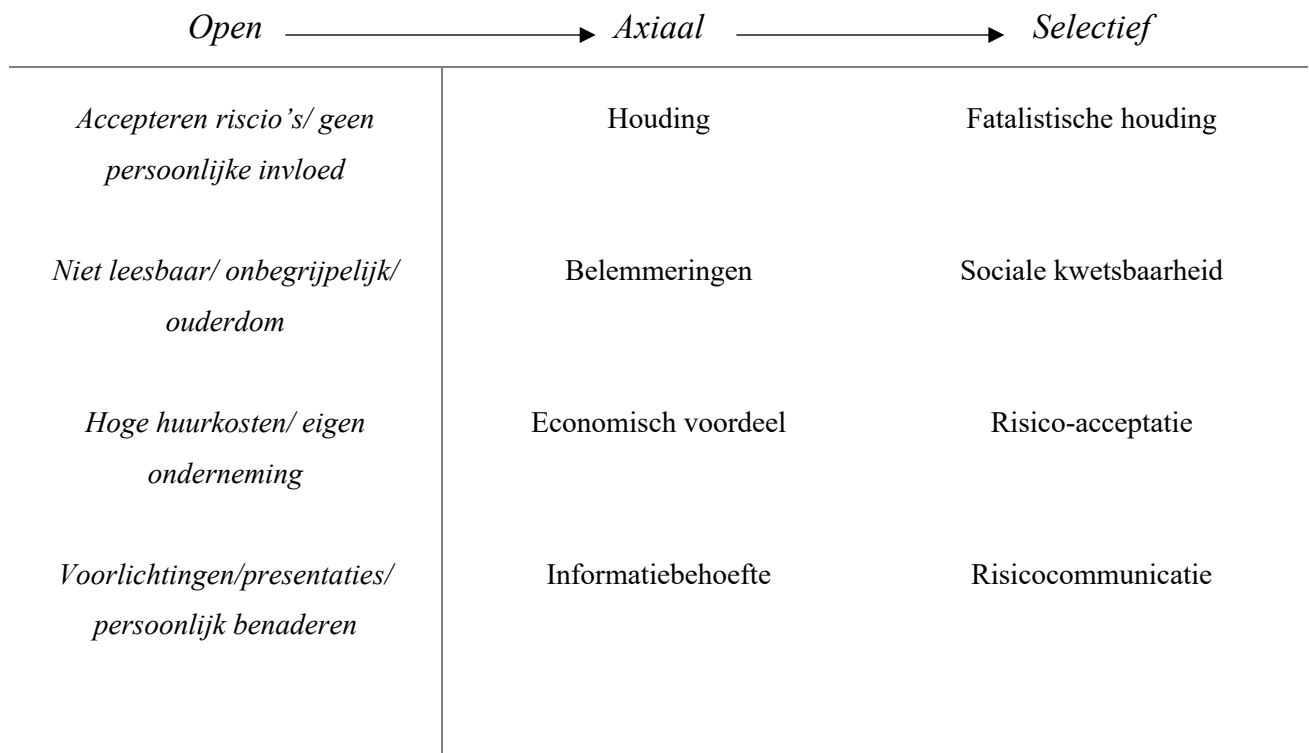 Open Axiaal Selectief
Accepteren riscio’s/ geen Houding Fatalistische houding
persoonlijke invloed
Niet leesbaar/ onbegrijpelijk/ Belemmeringen Sociale kwetsbaarheid
ouderdom
Hoge huurkosten/ eigen Economisch voordeel Risico-acceptatie
onderneming
Voorlichtingen/presentaties/ Informatiebehoefte Risicocommunicatie
persoonlijk benaderen